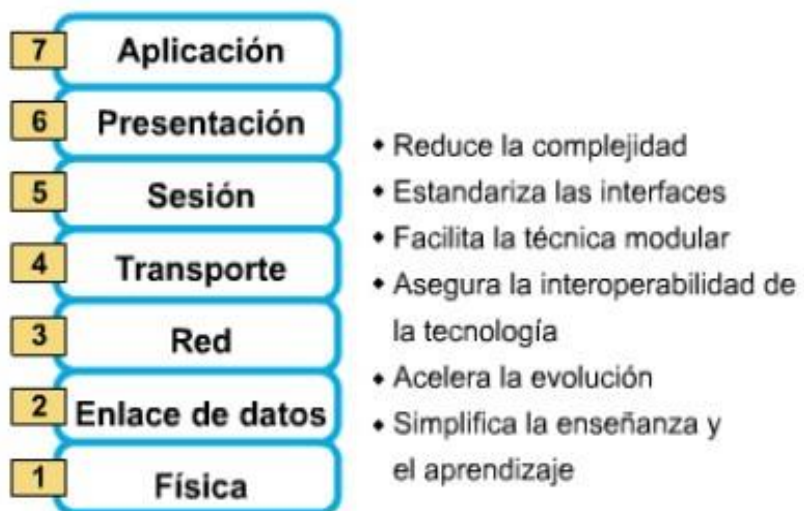 7 Aplicación
6 Presentación
5 Sesión
4 Transporte
3 Red
2 Enlace de datos
1 Física
◆ Reduce la complejidad
◆ Estandariza las interfaces
◆ Facilita la técnica modular
◆ Asegura la interoperabilidad de
la tecnología
◆ Acelera la evolución
◆ Simplifica la enseñanza y
el aprendizaje